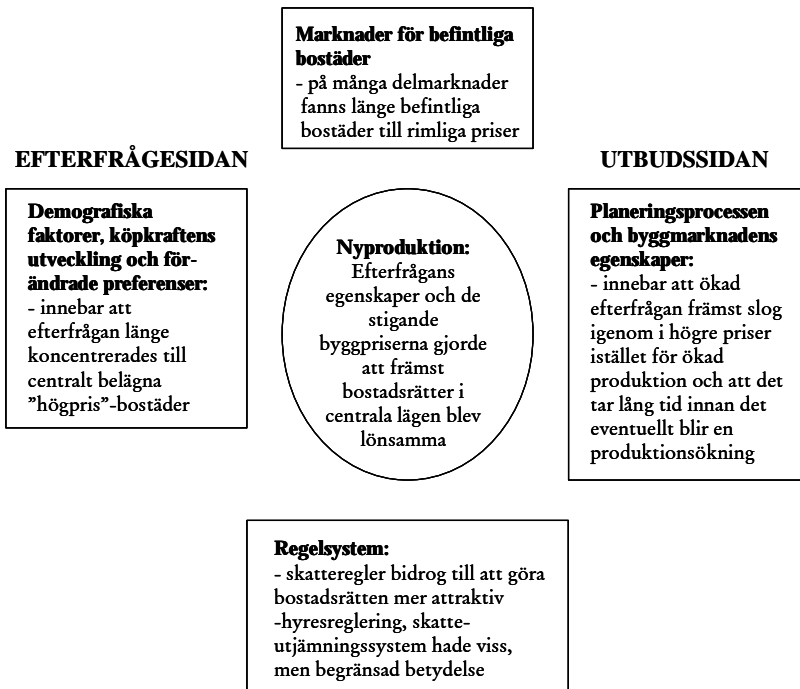 Marknader för befintliga
bostäder
- på många delmarknader
fanns länge befintliga
bostäder till rimliga priser
EFTERFRÅGESIDAN
Demografiska
faktorer, köpkraftens
utveckling och för-
ändrade preferenser:
- innebar att
efterfrågan länge
koncentrerades till
centralt belägna
”högpris”-bostäder
Nyproduktion:
Efterfrågans
egenskaper och de
stigande
byggpriserna gjorde
att främst
bostadsrätter i
centrala lägen blev
lönsamma
UTBUDSSIDAN
Planeringsprocessen
och byggmarknadens
egenskaper:
- innebar att ökad
efterfrågan främst slog
igenom i högre priser
istället för ökad
produktion och att det
tar lång tid innan det
eventuellt blir en
produktionsökning
Regelsystem:
- skatteregler bidrog till att göra
bostadsrätten mer attraktiv
-hyresreglering, skatte-
utjämningssystem hade viss,
men begränsad betydelse